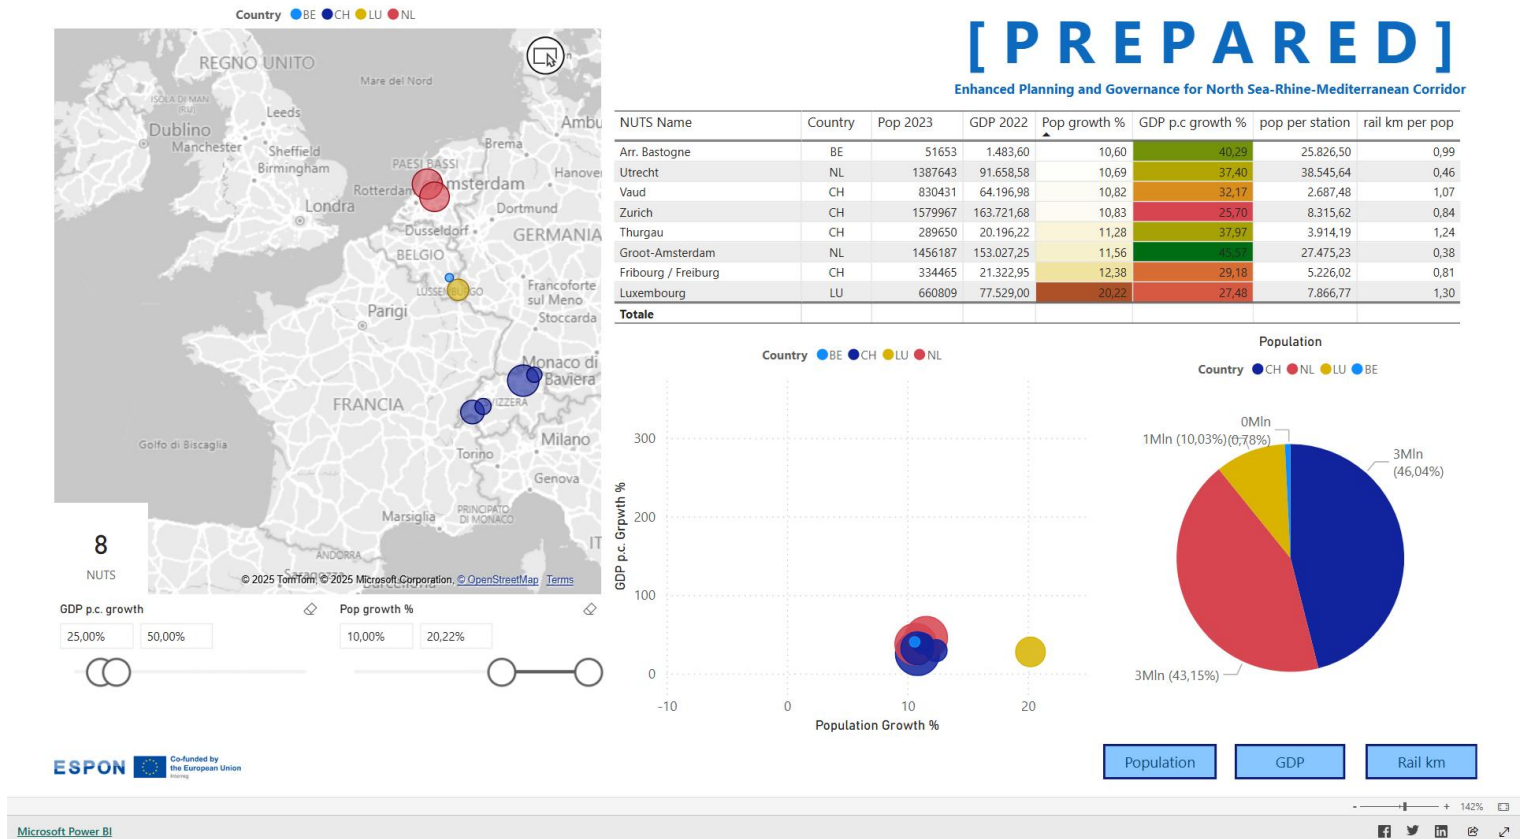 Country BE CH LU NL
REGNO UNITO
Mare del Nord
ISOLA DI MAN
(RU)
Leeds
Dublino
Manchester
Sheffield
Birmingham
Ambu
Brema
PAESI BASSI
Hanover
Rotterdam
msterdam
Londra
Dortmund
Dusseldorf
GERMANIA
BELGIO
LUSSEMBURGO
Francoforte
sul Meno
Parigi
Stoccarda
Monaco di
Baviera
FRANCIA
VIZZERA
Golfo di Biscaglia
Milano
Torino
Genova
Marsiglia
PRINCIPATO
DI MONACO
IT
ANDORRA
© 2025 TomTom, © 2025 Microsoft Corporation, © OpenStreetMap Terms
8
NUTS
GDP p.c. growth
25,00% 50,00%
Pop growth %
10,00% 20,22%
ESPON
Co-funded by
the European Union
Interreg
[PREPARED]
Enhanced Planning and Governance for North Sea-Rhine-Mediterranean Corridor
NUTS Name Country Pop 2023 GDP 2022 Pop growth % GDP p.c growth % pop per station rail km per pop
Arr. Bastogne BE 51653 1.483,60 10,60 40,29 25.826,50 0,99
Utrecht NL 1387643 91.658,58 10,69 37,40 38.545,64 0,46
Vaud CH 830431 64.196,98 10,82 32,17 2.687,48 1,07
Zurich CH 1579967 163.721,68 10,83 25,70 8.315,62 0,84
Thurgau CH 289650 20.196,22 11,28 37,97 3.914,19 1,24
Groot-Amsterdam NL 1456187 153.027,25 11,56 45,57 27.475,23 0,38
Fribourg / Freiburg CH 334465 21.322,95 12,38 29,18 5.226,02 0,81
Luxembourg LU 660809 77.529,00 20,22 27,48 7.866,77 1,30
Totale
Country BE CH LU NL
GDP p.c. Grpwth %
300
200
100
0
-10 0 10 20
Population Growth %
Population
Country CH NL LU BE
0Mln
(0,78%)
1Mln (10,03%)
3Mln
(46,04%)
3Mln (43,15%)
Population GDP Rail km
- + 142%
Microsoft Power BI